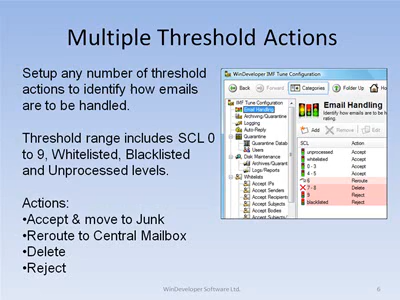 Multiple Threshold Actions
Setup any number of threshold
actions to identify how emails
are to be handled.
Threshold range includes SCL 0
to 9, Whitelisted, Blacklisted
and Unprocessed levels.
Actions:
•Accept & move to Junk
•Reroute to Central Mailbox
•Delete
•Reject
WinDeveloper IMF Tune Configuration
Back Forward Categories Folder Up Ho
IMF Tune Configuration
Email Handling
Archiving/Quarantine
Logging
Auto-Reply
Quarantine
Quarantine Databa
Users
Disk Maintenance
Archives/Quarant
Logs/Reports
Whitelists
Accept IPs
Accept Senders
Accept Recipients
Accept Subjects
Accept Bodies
Accept Subjects
Email Handling
Identify how emails are to be h
rating.
Add Remove Edit
SCL Action
unprocessed Accept
whitelisted Accept
0 - 3 Accept
4 - 5 Accept
6 Reroute
7 - 8 Delete
9 Reject
blacklisted Reject
WinDeveloper Software Ltd.
6